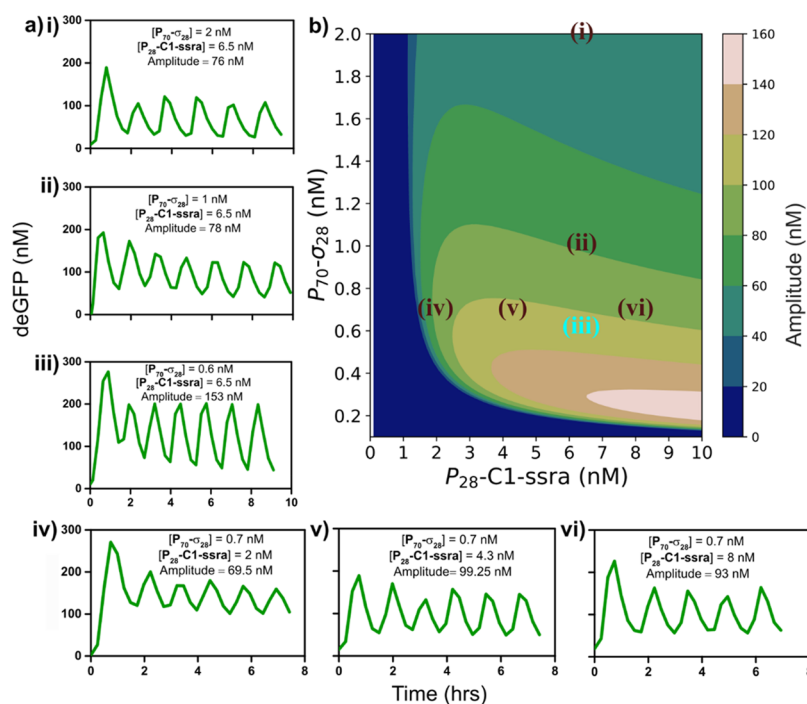 a)
i)
[P₇₀-σ₂₈] = 2 nM
[P₂₈-C1-ssra] = 6.5 nM
Amplitude = 76 nM
300
200
100
0
ii)
[P₇₀-σ₂₈] = 1 nM
[P₂₈-C1-ssra] = 6.5 nM
Amplitude = 78 nM
300
200
100
0
deGFP (nM)
iii)
[P₇₀-σ₂₈] = 0.6 nM
[P₂₈-C1-ssra] = 6.5 nM
Amplitude = 153 nM
300
200
100
0
0 2 4 6 8 10
b)
(i)
(ii)
(iii)
(iv)
(v)
(vi)
2.0
1.8
1.6
1.4
1.2
1.0
0.8
0.6
0.4
0.2
P₇₀-σ₂₈ (nM)
0 1 2 3 4 5 6 7 8 9 10
P₂₈-C1-ssra (nM)
160
140
120
100
80
60
40
20
0
Amplitude (nM)
iv)
[P₇₀-σ₂₈] = 0.7 nM
[P₂₈-C1-ssra] = 2 nM
Amplitude = 69.5 nM
300
200
100
0
0 2 4 6 8
v)
[P₇₀-σ₂₈] = 0.7 nM
[P₂₈-C1-ssra] = 4.3 nM
Amplitude= 99.25 nM
0 2 4 6 8
vi)
[P₇₀-σ₂₈] = 0.7 nM
[P₂₈-C1-ssra] = 8 nM
Amplitude = 93 nM
0 2 4 6 8
Time (hrs)